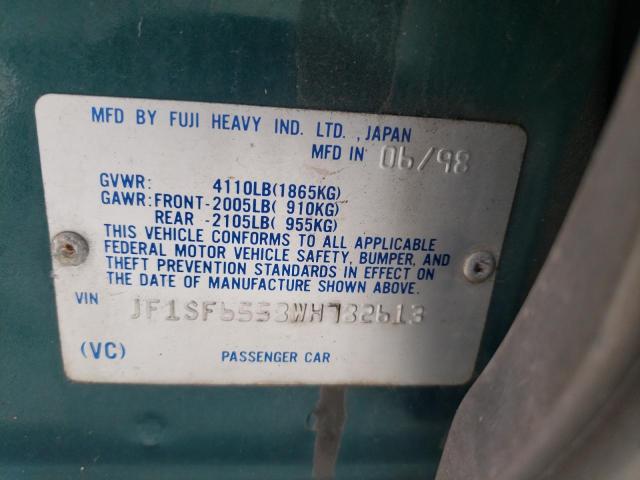 MFD BY FUJI HEAVY IND. LTD., JAPAN
MFD IN 06/98
GVWR: 4110LB(1865KG)
GAWR:FRONT-2005LB( 910KG)
REAR -2105LB( 955KG)
THIS VEHICLE CONFORMS TO ALL APPLICABLE
FEDERAL MOTOR VEHICLE SAFETY, BUMPER, AND
THEFT PREVENTION STANDARDS IN EFFECT ON
THE DATE OF MANUFACTURE SHOWN ABOVE.
VIN JF1SF6553WH732613
(VC) PASSENGER CAR